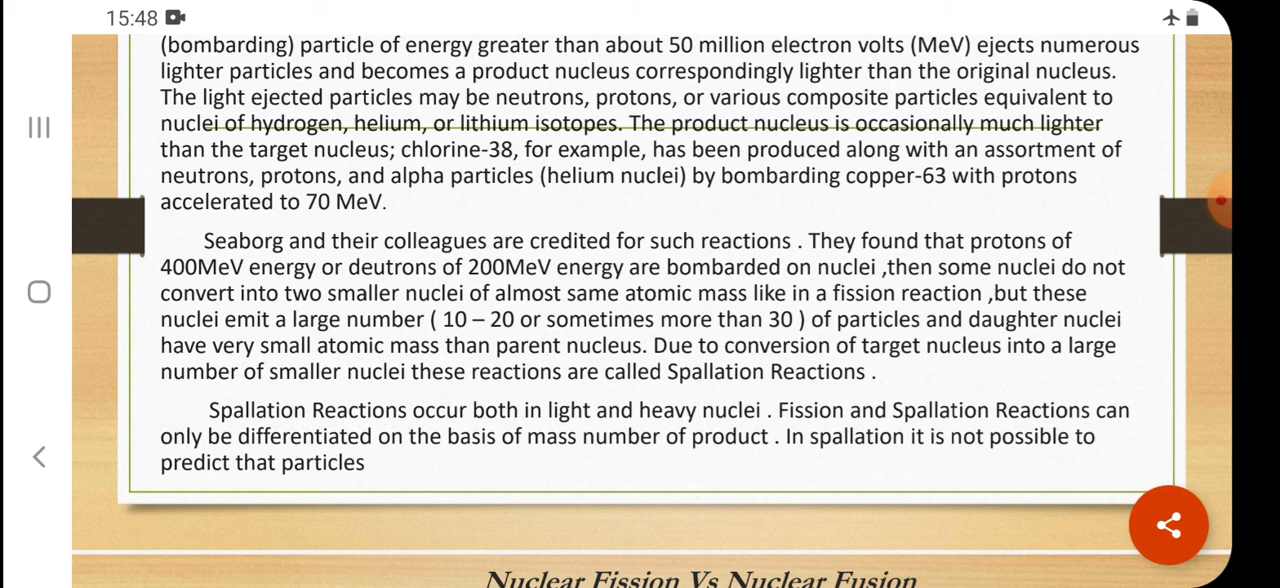 15:48
(bombarding) particle of energy greater than about 50 million electron volts (MeV) ejects numerous
lighter particles and becomes a product nucleus correspondingly lighter than the original nucleus.
The light ejected particles may be neutrons, protons, or various composite particles equivalent to
nuclei of hydrogen, helium, or lithium isotopes. The product nucleus is occasionally much lighter
than the target nucleus; chlorine-38, for example, has been produced along with an assortment of
neutrons, protons, and alpha particles (helium nuclei) by bombarding copper-63 with protons
accelerated to 70 MeV.
Seaborg and their colleagues are credited for such reactions . They found that protons of
400MeV energy or deutrons of 200MeV energy are bombarded on nuclei ,then some nuclei do not
convert into two smaller nuclei of almost same atomic mass like in a fission reaction ,but these
nuclei emit a large number ( 10 – 20 or sometimes more than 30 ) of particles and daughter nuclei
have very small atomic mass than parent nucleus. Due to conversion of target nucleus into a large
number of smaller nuclei these reactions are called Spallation Reactions .
Spallation Reactions occur both in light and heavy nuclei . Fission and Spallation Reactions can
only be differentiated on the basis of mass number of product . In spallation it is not possible to
predict that particles
Nuclear Fission Vs Nuclear Fusion